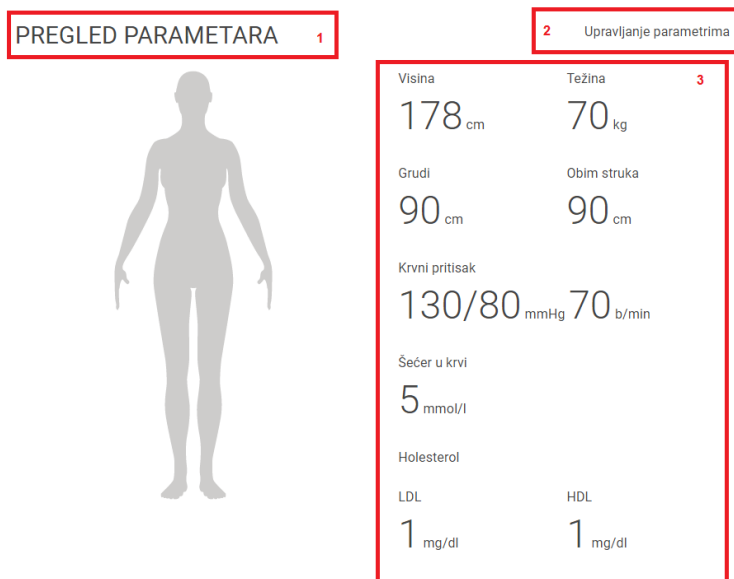 PREGLED PARAMETARA 1
2 Upravljanje parametrima
3
Visina Težina
178 cm 70 kg
Grudi Obim struka
90 cm 90 cm
Krvni pritisak
130/80 mmHg 70 b/min
Šećer u krvi
5 mmol/l
Holesterol
LDL HDL
1 mg/dl 1 mg/dl